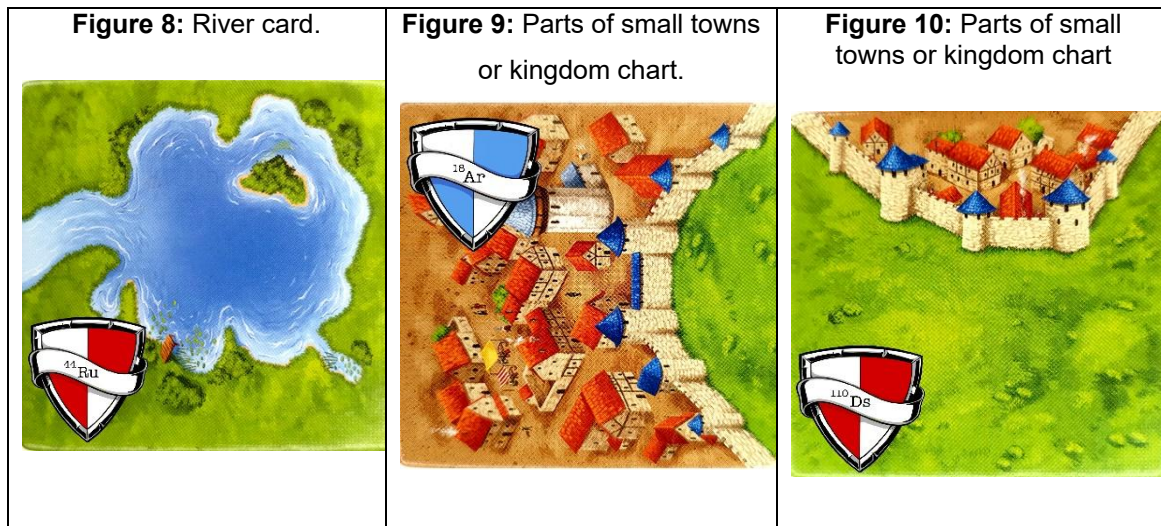 Figure 8: River card.
⁴⁴Ru
Figure 9: Parts of small towns
or kingdom chart.
¹⁸Ar
Figure 10: Parts of small
towns or kingdom chart
¹¹⁰Ds